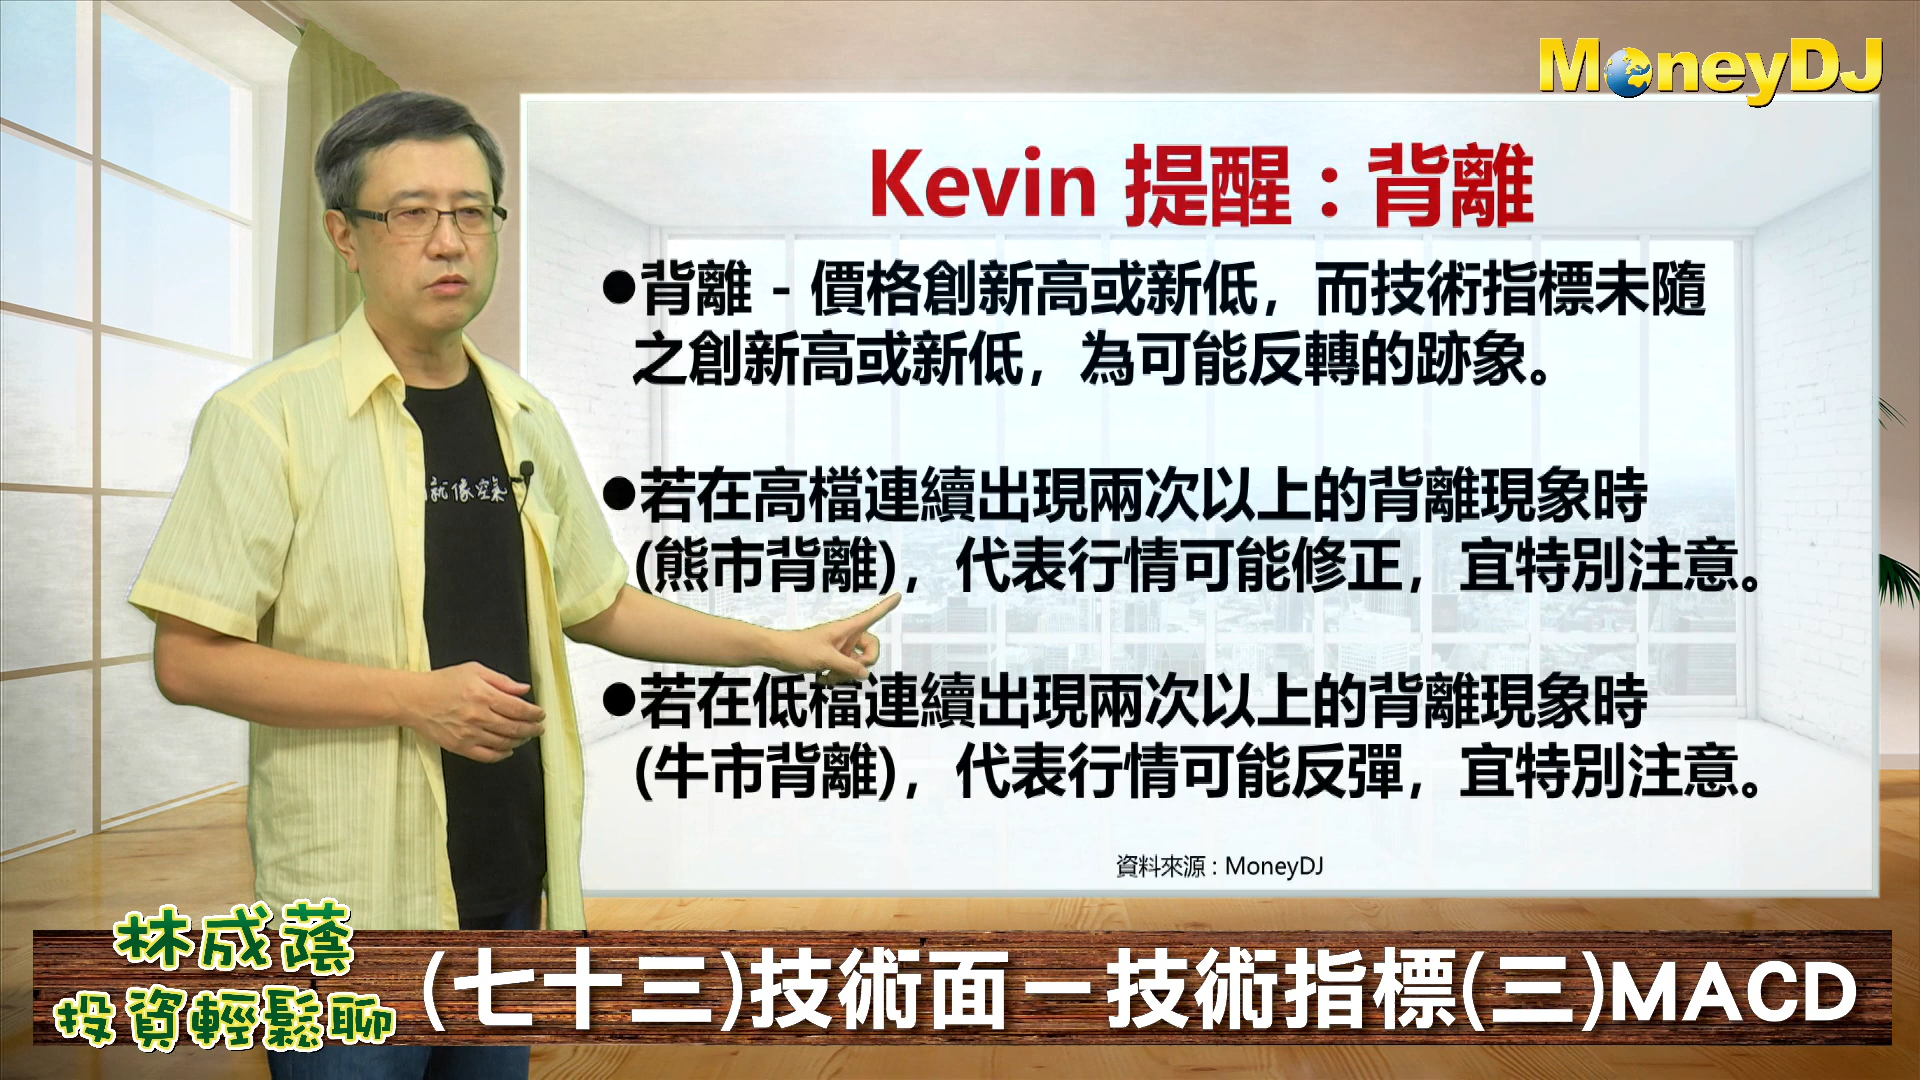 MoneyDJ
Kevin 提醒：背離
●背離 - 價格創新高或新低，而技術指標未隨
之創新高或新低，為可能反轉的跡象。
●若在高檔連續出現兩次以上的背離現象時
(熊市背離)，代表行情可能修正，宜特別注意。
●若在低檔連續出現兩次以上的背離現象時
(牛市背離)，代表行情可能反彈，宜特別注意。
就像空氣
資料來源：MoneyDJ
林成蔭
投資輕鬆聊
(七十三)技術面－技術指標(三)MACD